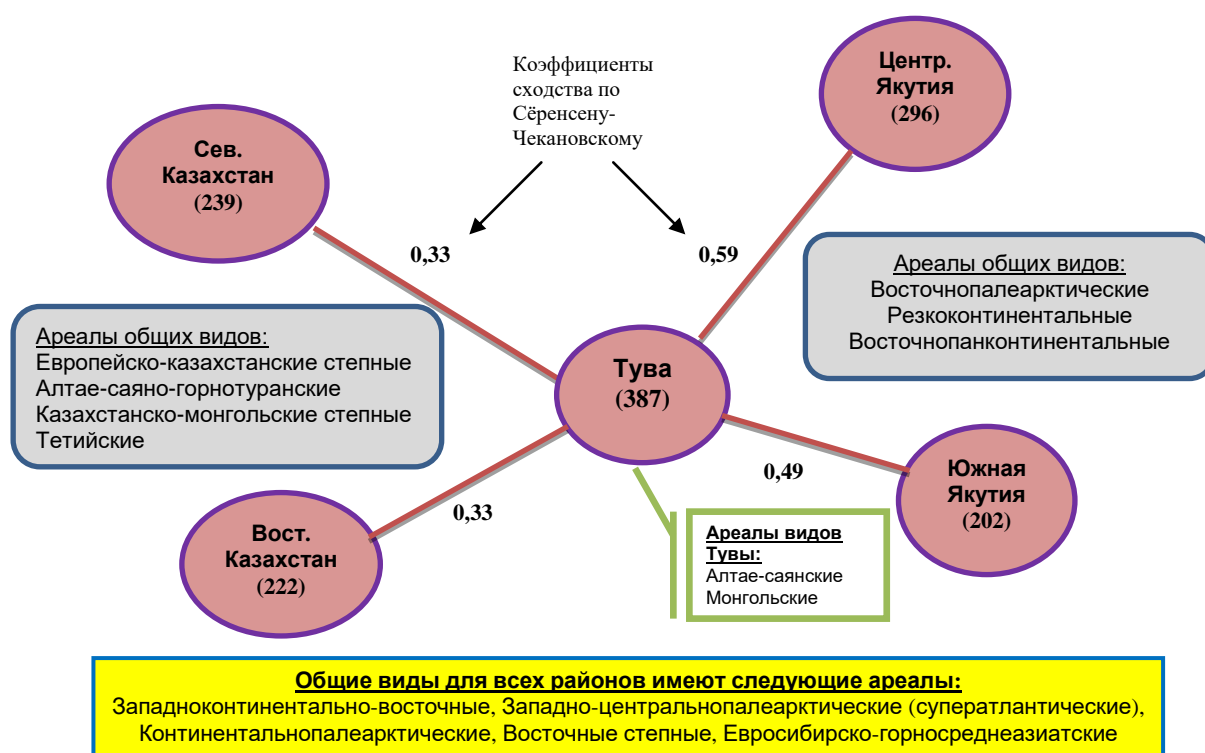 Коэффициенты
сходства по
Сёренсену-
Чекановскому
Центр.
Якутия
(296)
Сев.
Казахстан
(239)
0,33
0,59
Ареалы общих видов:
Восточнопалеарктические
Резкоконтинентальные
Восточнопанконтинентальные
Ареалы общих видов:
Европейско-казахстанские степные
Алтае-саяно-горнотуранские
Казахстанско-монгольские степные
Тетийские
Тува
(387)
0,49
Южная
Якутия
(202)
0,33
Вост.
Казахстан
(222)
Ареалы видов
Тувы:
Алтае-саянские
Монгольские
Общие виды для всех районов имеют следующие ареалы:
Западноконтинентально-восточные, Западно-центральнопалеарктические (суператлантические),
Континентальнопалеарктические, Восточные степные, Евросибирско-горносреднеазиатские